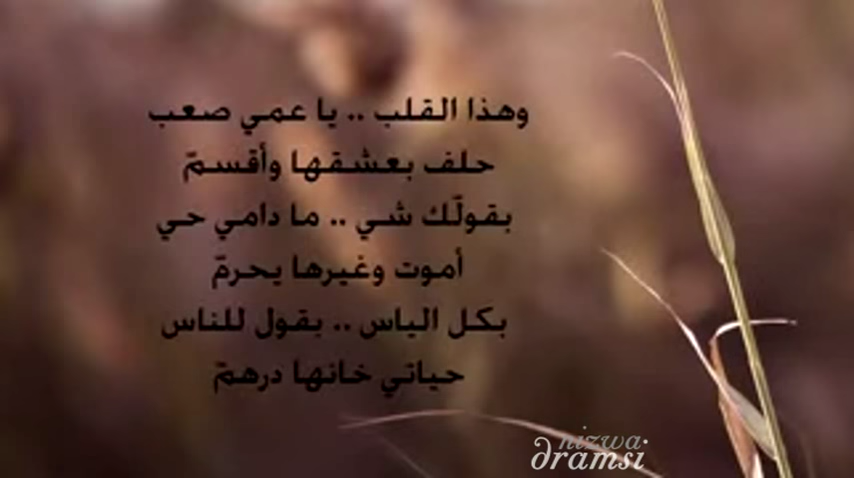 وهذا القلب .. يا عمي صعب
حلف بعشقها وأقسمّ
بقولّك شي .. ما دامي حي
أموت وغيرها يحرمّ
بكل الياس .. بقول للناس
حياتي خانها درهمّ
nizwa
dramsi